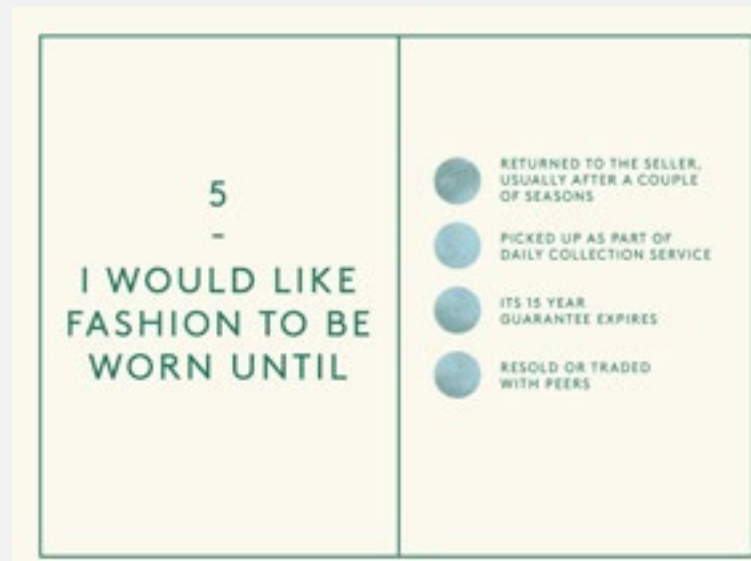 5
–
I WOULD LIKE
FASHION TO BE
WORN UNTIL
RETURNED TO THE SELLER,
USUALLY AFTER A COUPLE
OF SEASONS
PICKED UP AS PART OF
DAILY COLLECTION SERVICE
ITS 15 YEAR
GUARANTEE EXPIRES
RESOLD OR TRADED
WITH PEERS